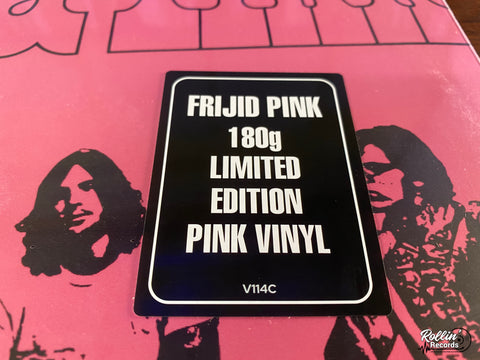 FRIJID PINK
180g
LIMITED
EDITION
PINK VINYL
V114C
Rollin'
Records